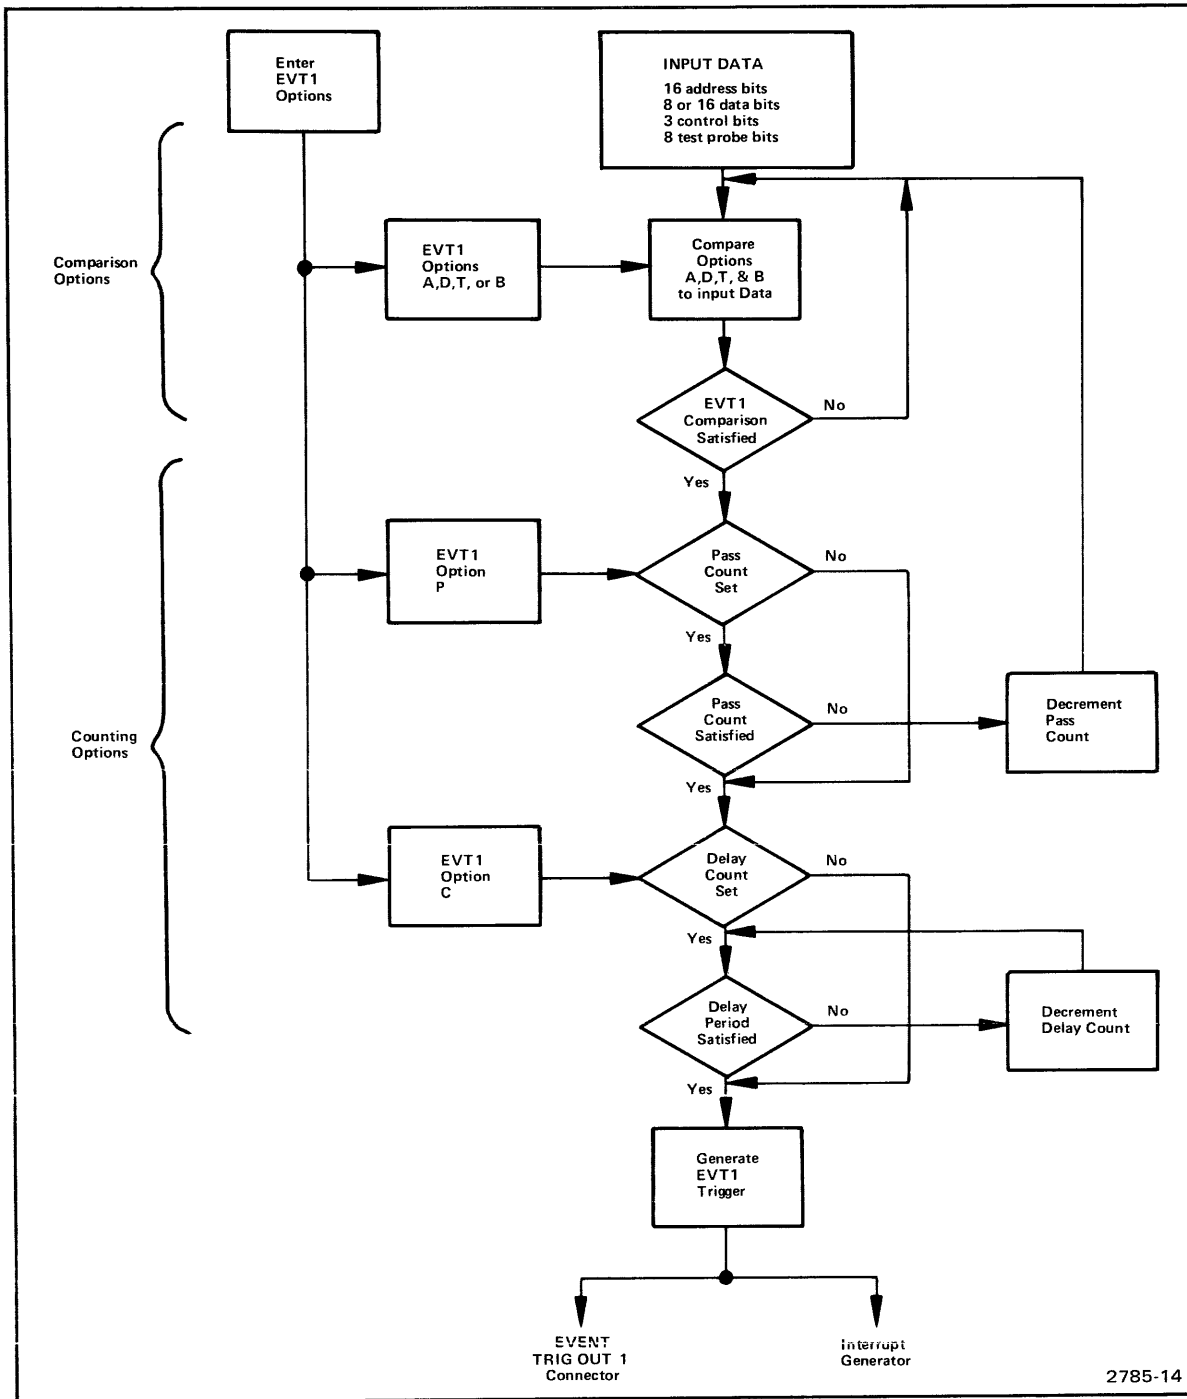 Enter
EVT1
Options
INPUT DATA
16 address bits
8 or 16 data bits
3 control bits
8 test probe bits
Comparison
Options
EVT1
Options
A,D,T, or B
Compare
Options
A,D,T, & B
to input Data
EVT1
Comparison
Satisfied
No
Yes
Counting
Options
EVT1
Option
P
Pass
Count
Set
No
Yes
Pass
Count
Satisfied
No
Decrement
Pass
Count
Yes
EVT1
Option
C
Delay
Count
Set
No
Yes
Delay
Period
Satisfied
No
Decrement
Delay Count
Yes
Generate
EVT1
Trigger
EVENT
TRIG OUT 1
Connector
Interrupt
Generator
2785-14